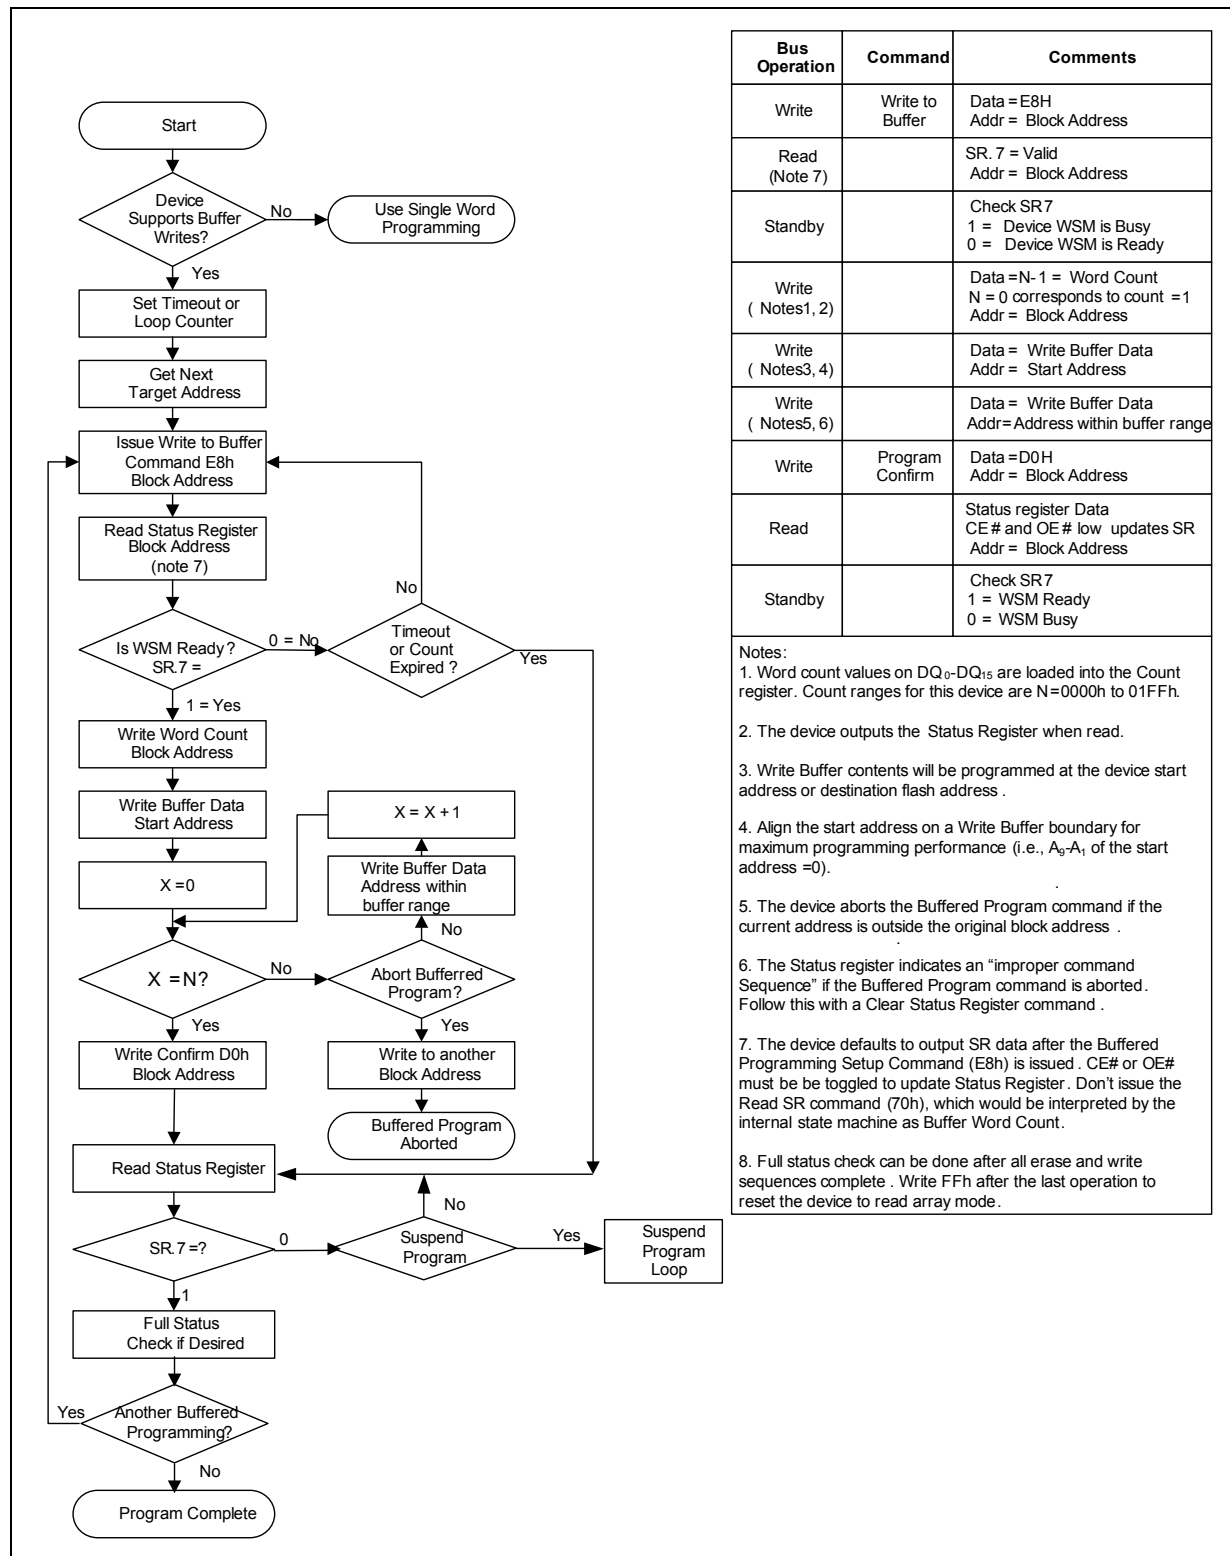 Start
Device
Supports Buffer
Writes?
No
Use Single Word
Programming
Yes
Set Timeout or
Loop Counter
Get Next
Target Address
Issue Write to Buffer
Command E8h
Block Address
Read Status Register
Block Address
(note 7)
No
Is WSM Ready?
SR.7 =
0 = No
Timeout
or Count
Expired ?
Yes
1 = Yes
Write Word Count
Block Address
Write Buffer Data
Start Address
X = X + 1
X =0
Write Buffer Data
Address within
buffer range
No
X =N?
No
Abort Bufferred
Program?
Yes
Yes
Write Confirm D0h
Block Address
Write to another
Block Address
Buffered Program
Aborted
Read Status Register
No
SR.7 =?
0
Suspend
Program
Yes
Suspend
Program
Loop
1
Full Status
Check if Desired
Yes
Another Buffered
Programming?
No
Program Complete
Bus
Operation
Command
Comments
Write
Write to
Buffer
Data =E8H
Addr = Block Address
Read
(Note 7)
SR. 7 = Valid
Addr = Block Address
Standby
Check SR7
1 = Device WSM is Busy
0 = Device WSM is Ready
Write
( Notes1, 2)
Data =N-1 = Word Count
N = 0 corresponds to count =1
Addr = Block Address
Write
( Notes3, 4)
Data = Write Buffer Data
Addr = Start Address
Write
( Notes5, 6)
Data = Write Buffer Data
Addr=Address within buffer range
Write
Program
Confirm
Data =D0H
Addr = Block Address
Read
Status register Data
CE# and OE# low updates SR
Addr = Block Address
Standby
Check SR7
1 = WSM Ready
0 = WSM Busy
Notes:
1. Word count values on DQ0-DQ15 are loaded into the Count
register. Count ranges for this device are N=0000h to 01FFh.
2. The device outputs the Status Register when read.
3. Write Buffer contents will be programmed at the device start
address or destination flash address .
4. Align the start address on a Write Buffer boundary for
maximum programming performance (i.e., A9-A1 of the start
address =0).
5. The device aborts the Buffered Program command if the
current address is outside the original block address .
6. The Status register indicates an “improper command
Sequence” if the Buffered Program command is aborted.
Follow this with a Clear Status Register command .
7. The device defaults to output SR data after the Buffered
Programming Setup Command (E8h) is issued . CE# or OE#
must be be toggled to update Status Register . Don’t issue the
Read SR command (70h), which would be interpreted by the
internal state machine as Buffer Word Count.
8. Full status check can be done after all erase and write
sequences complete . Write FFh after the last operation to
reset the device to read array mode.